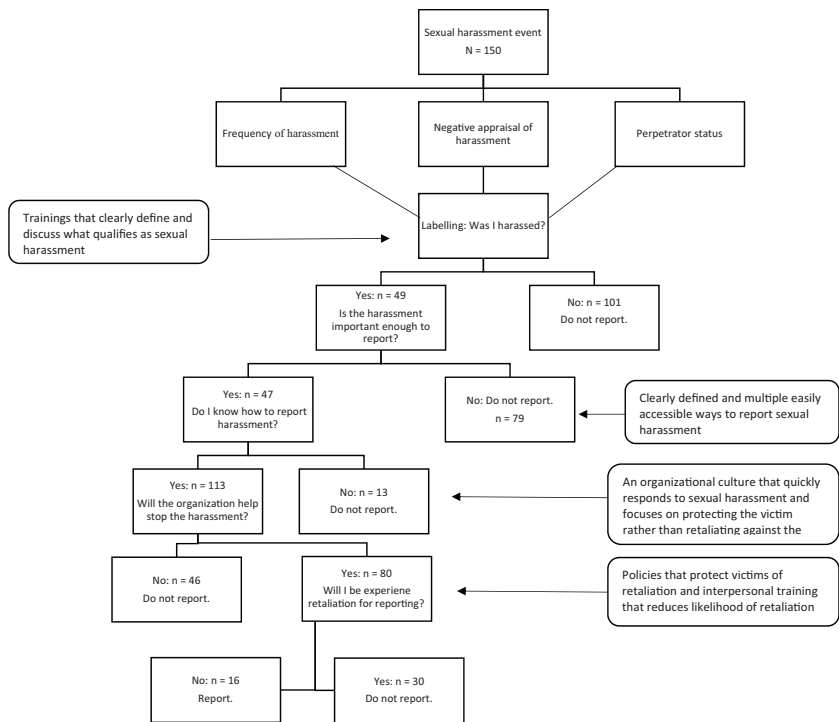 Sexual harassment event
N = 150
Frequency of harassment
Negative appraisal of
harassment
Perpetrator status
Labelling: Was I harassed?
Trainings that clearly define and
discuss what qualifies as sexual
harassment
Yes: n = 49
Is the harassment
important enough to
report?
No: n = 101
Do not report.
Yes: n = 47
Do I know how to report
harassment?
No: Do not report.
n = 79
Clearly defined and multiple easily
accessible ways to report sexual
harassment
Yes: n = 113
Will the organization help
stop the harassment?
No: n = 13
Do not report.
An organizational culture that quickly
responds to sexual harassment and
focuses on protecting the victim
rather than retaliating against the
No: n = 46
Do not report.
Yes: n = 80
Will I be experiene
retaliation for reporting?
Policies that protect victims of
retaliation and interpersonal training
that reduces likelihood of retaliation
No: n = 16
Report.
Yes: n = 30
Do not report.